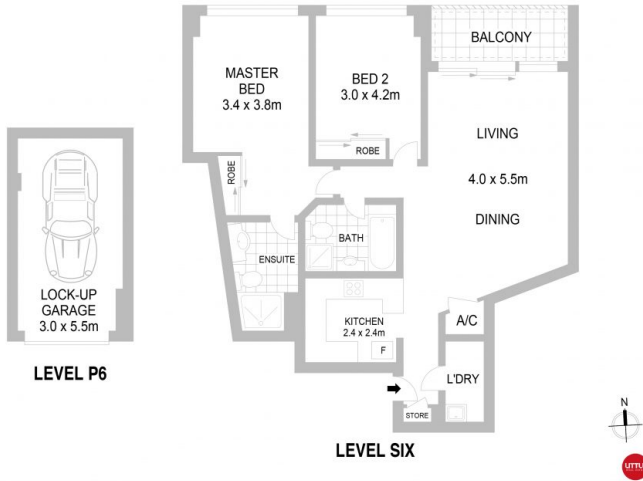 BALCONY
MASTER
BED
3.4 x 3.8m
BED 2
3.0 x 4.2m
ROBE
ROBE
LIVING
4.0 x 5.5m
DINING
BATH
ENSUITE
LOCK-UP
GARAGE
3.0 x 5.5m
LEVEL P6
KITCHEN
2.4 x 2.4m
F
A/C
L'DRY
STORE
LEVEL SIX
N